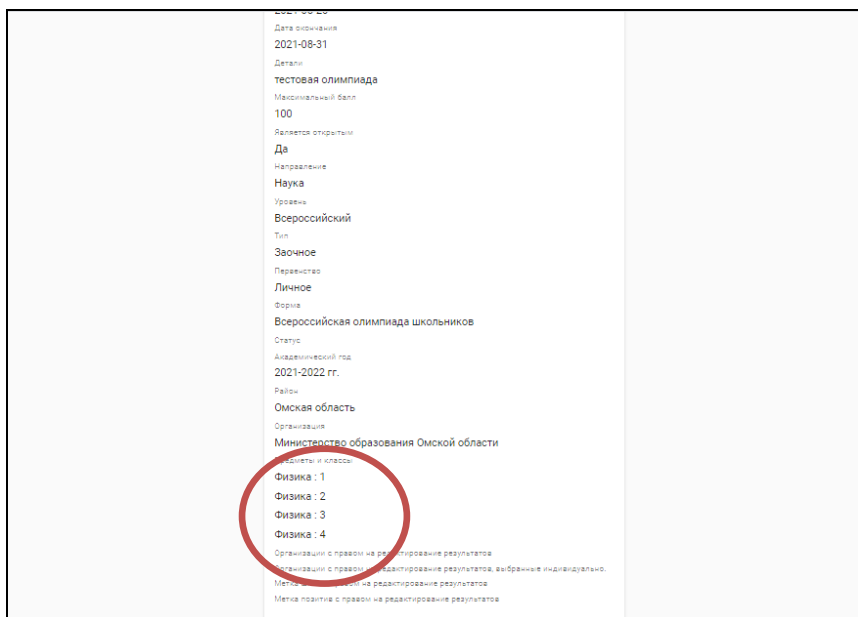 Дата окончания
2021-08-31
Детали
тестовая олимпиада
Максимальный балл
100
Является открытым
Да
Направление
Наука
Уровень
Всероссийский
Тип
Заочное
Первенство
Личное
Форма
Всероссийская олимпиада школьников
Статус
Академический год
2021-2022 гг.
Район
Омская область
Организация
Министерство образования Омской области
Предметы и классы
Физика : 1
Физика : 2
Физика : 3
Физика : 4
Организации с правом на редактирование результатов
Организации с правом на редактирование результатов, выбранные индивидуально.
Метка на редактирование результатов
Метка позитив с правом на редактирование результатов